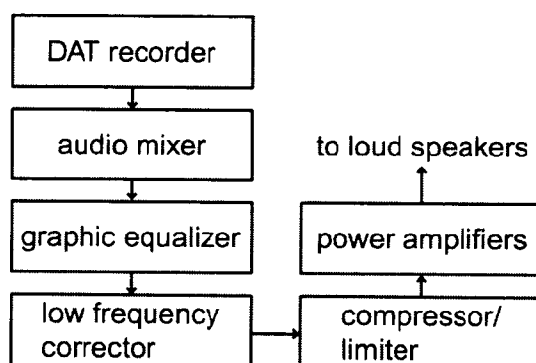 DAT recorder
audio mixer
graphic equalizer
low frequency
corrector
compressor/
limiter
power amplifiers
to loud speakers